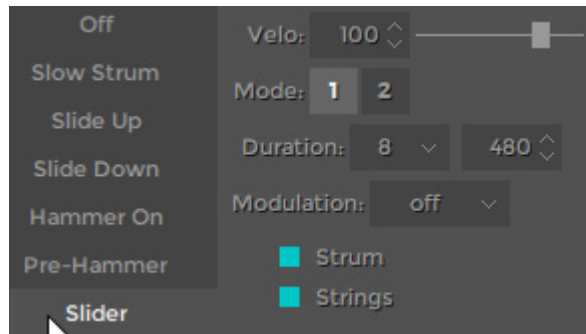 Off
Slow Strum
Slide Up
Slide Down
Hammer On
Pre-Hammer
Slider
Velo: 100
Mode: 1 2
Duration: 8 480
Modulation: off
Strum
Strings